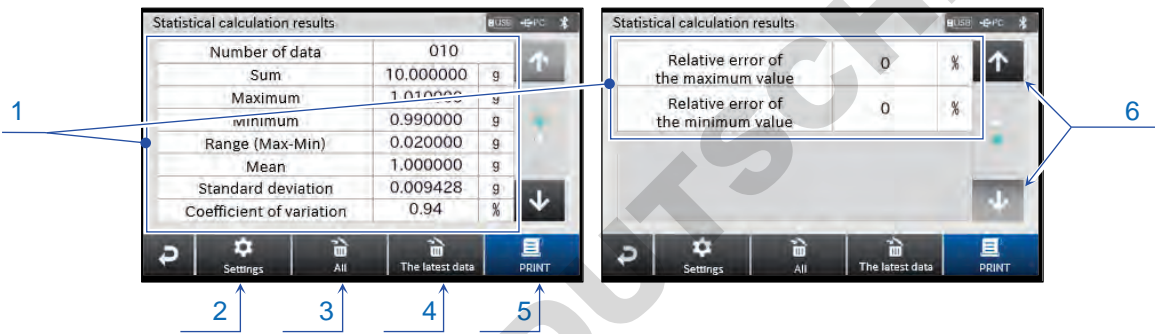 Statistical calculation results USB PC
Number of data 010
Sum 10.000000 g
Maximum 1.010000 g
Minimum 0.990000 g
Range (Max-Min) 0.020000 g
Mean 1.000000 g
Standard deviation 0.009428 g
Coefficient of variation 0.94 %
Settings All The latest data PRINT
Statistical calculation results USB PC
Relative error of
the maximum value 0 %
Relative error of
the minimum value 0 %
Settings All The latest data PRINT
1
6
2 3 4 5